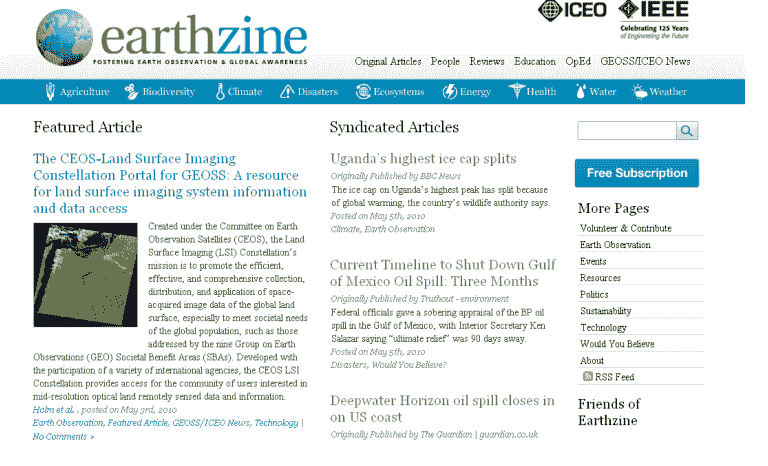 ICEO
IEEE
Celebrating 125 Years
of Engineering the Future
earthzine
FOSTERING EARTH OBSERVATION & GLOBAL AWARENESS
Original Articles People Reviews Education OpEd GEOSS/ICEO News
Agriculture Biodiversity Climate Disasters Ecosystems Energy Health Water Weather
Featured Article
The CEOS-Land Surface Imaging
Constellation Portal for GEOSS: A resource
for land surface imaging system information
and data access
Created under the Committee on Earth
Observation Satellites (CEOS), the Land
Surface Imaging (LSI) Constellation's
mission is to promote the efficient,
effective, and comprehensive collection,
distribution, and application of space-
acquired image data of the global land
surface, especially to meet societal needs
of the global population, such as those
addressed by the nine Group on Earth
Observations (GEO) Societal Benefit Areas (SBAs). Developed with
the participation of a variety of international agencies, the CEOS LSI
Constellation provides access for the community of users interested in
mid-resolution optical land remotely sensed data and information.
Holm et al. , posted on May 3rd, 2010
Earth Observation, Featured Article, GEOSS/ICEO News, Technology |
No Comments »
Syndicated Articles
Uganda's highest ice cap splits
Originally Published by BBC News
The ice cap on Uganda's highest peak has split because
of global warming, the country's wildlife authority says.
Posted on May 5th, 2010
Climate, Earth Observation
Current Timeline to Shut Down Gulf
of Mexico Oil Spill: Three Months
Originally Published by Truthout - environment
Federal officials gave a sobering appraisal of the BP oil
spill in the Gulf of Mexico, with Interior Secretary Ken
Salazar saying "ultimate relief" was 90 days away.
Posted on May 5th, 2010
Disasters, Would You Believe?
Deepwater Horizon oil spill closes in
on US coast
Originally Published by The Guardian | guardian.co.uk
Free Subscription
More Pages
Volunteer & Contribute
Earth Observation
Events
Resources
Politics
Sustainability
Technology
Would You Believe
About
RSS Feed
Friends of
Earthzine